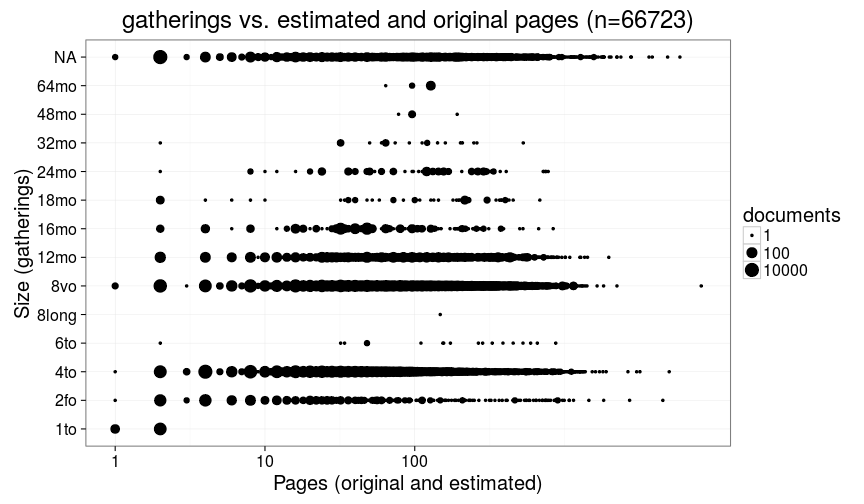 gatherings vs. estimated and original pages (n=66723)
Size (gatherings)
NA
64mo
48mo
32mo
24mo
18mo
16mo
12mo
8vo
8long
6to
4to
2fo
1to
1 10 100
Pages (original and estimated)
documents
1
100
10000